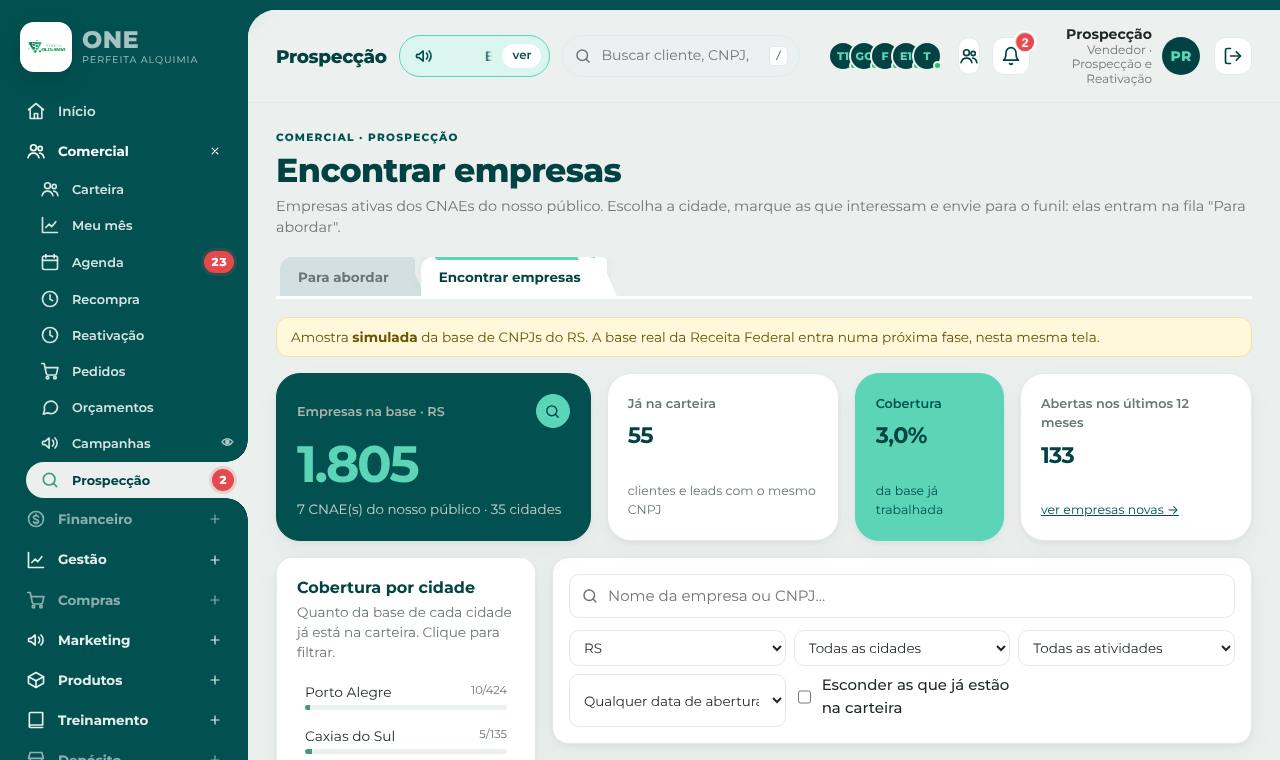 ONE
PERFEITA ALQUIMIA
Início
Comercial
Carteira
Meu mês
Agenda
23
Recompra
Reativação
Pedidos
Orçamentos
Campanhas
Prospecção
2
Financeiro
Gestão
Compras
Marketing
Produtos
Treinamento
Depósito
Prospecção
ver
Buscar cliente, CNPJ,
/
F
T
2
Prospecção
Vendedor ·
Prospecção e
Reativação
PR
COMERCIAL · PROSPECÇÃO
Encontrar empresas
Empresas ativas dos CNAEs do nosso público. Escolha a cidade, marque as que interessam e envie para o funil: elas entram na fila "Para
abordar".
Para abordar
Encontrar empresas
Amostra simulada da base de CNPJs do RS. A base real da Receita Federal entra numa próxima fase, nesta mesma tela.
Empresas na base · RS
1.805
7 CNAE(s) do nosso público · 35 cidades
Já na carteira
55
clientes e leads com o mesmo
CNPJ
Cobertura
3,0%
da base já
trabalhada
Abertas nos últimos 12
meses
133
ver empresas novas →
Cobertura por cidade
Quanto da base de cada cidade
já está na carteira. Clique para
filtrar.
Porto Alegre
10/424
Caxias do Sul
5/135
Nome da empresa ou CNPJ...
RS
Todas as cidades
Todas as atividades
Qualquer data de abertura
Esconder as que já estão
na carteira